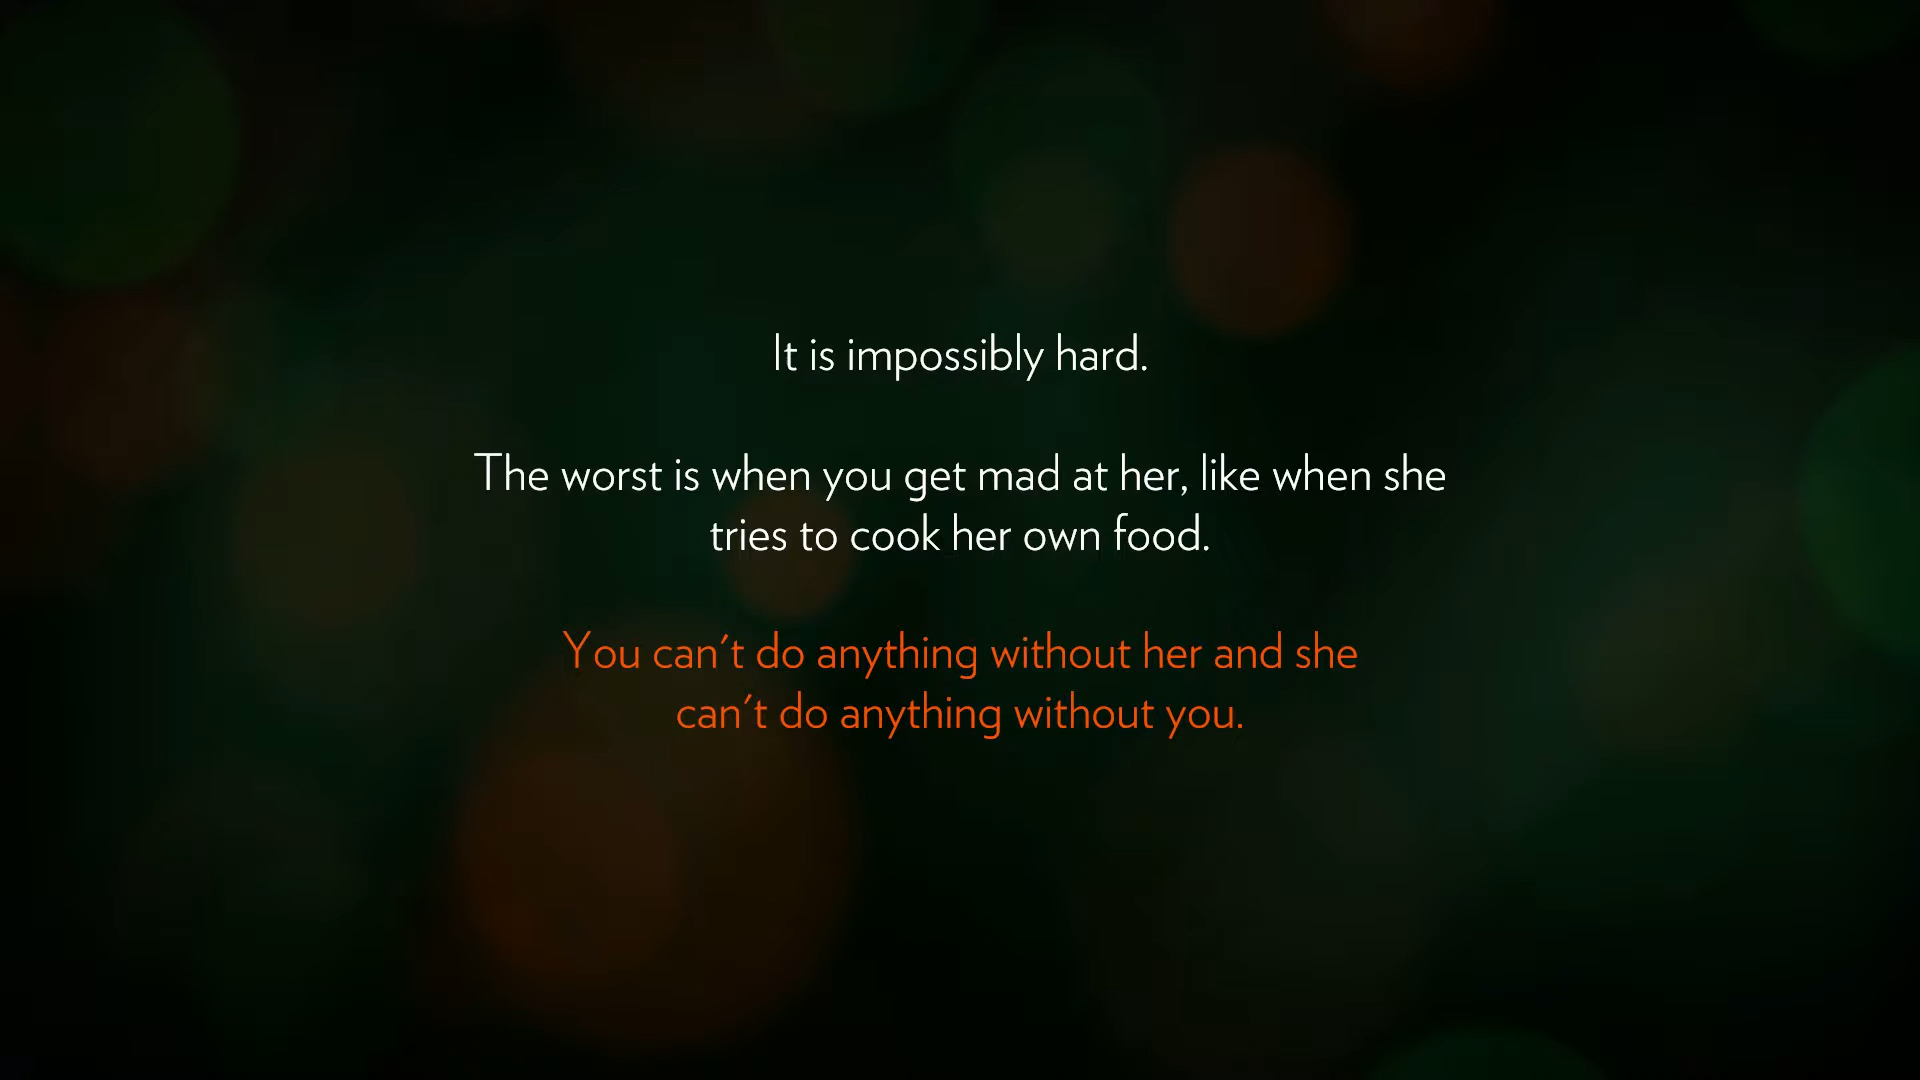 It is impossibly hard.
The worst is when you get mad at her, like when she
tries to cook her own food.
You can't do anything without her and she
can't do anything without you.